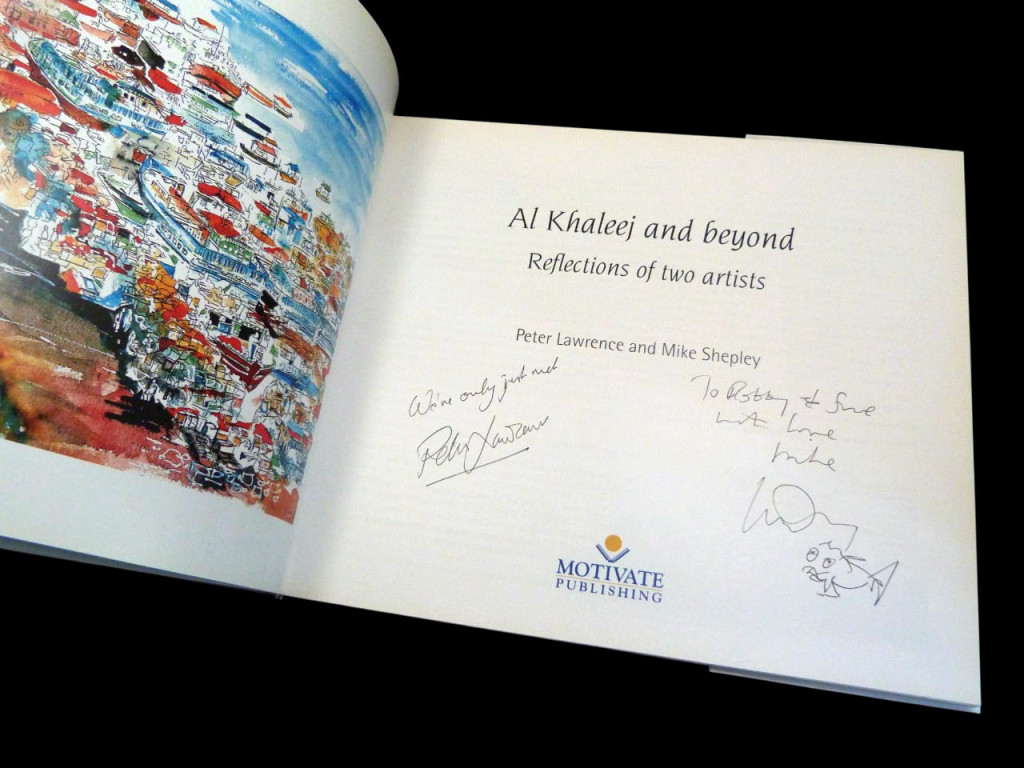 Al Khaleej and beyond
Reflections of two artists
Peter Lawrence and Mike Shepley
We've only just met
Peter Lawrence
To Robby & Sue
with love
Mike
MOTIVATE
PUBLISHING